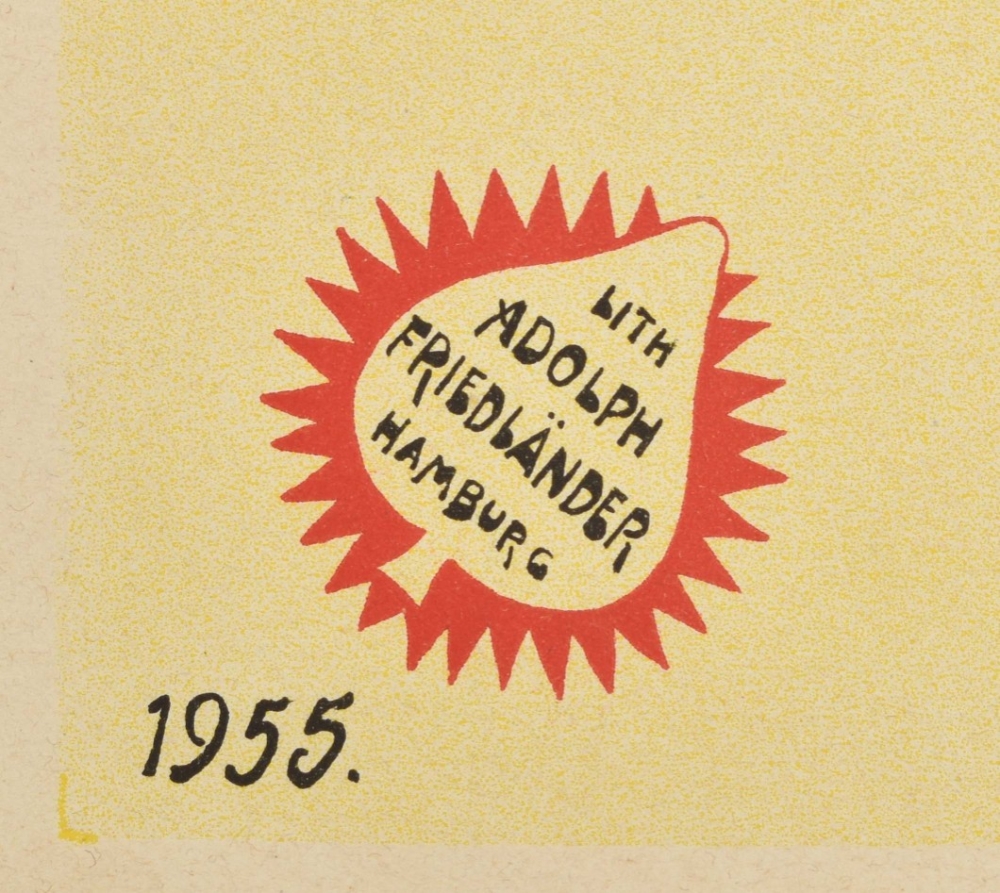 LITH
ADOLPH
FRIEDLÄNDER
HAMBURG
1955.